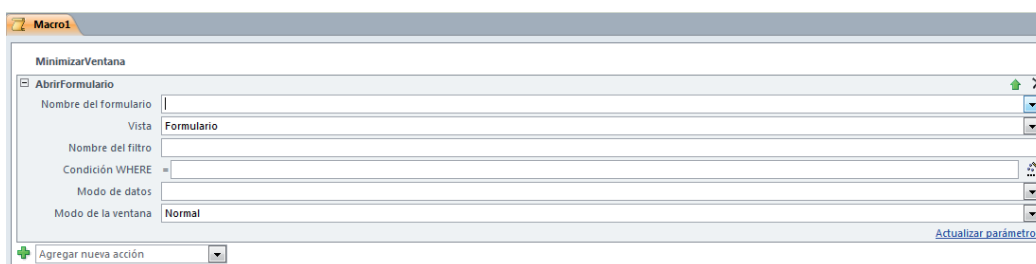 Macro1
MinimizarVentana
AbrirFormulario
Nombre del formulario
Vista Formulario
Nombre del filtro
Condición WHERE =
Modo de datos
Modo de la ventana Normal
Actualizar parámetro
Agregar nueva acción